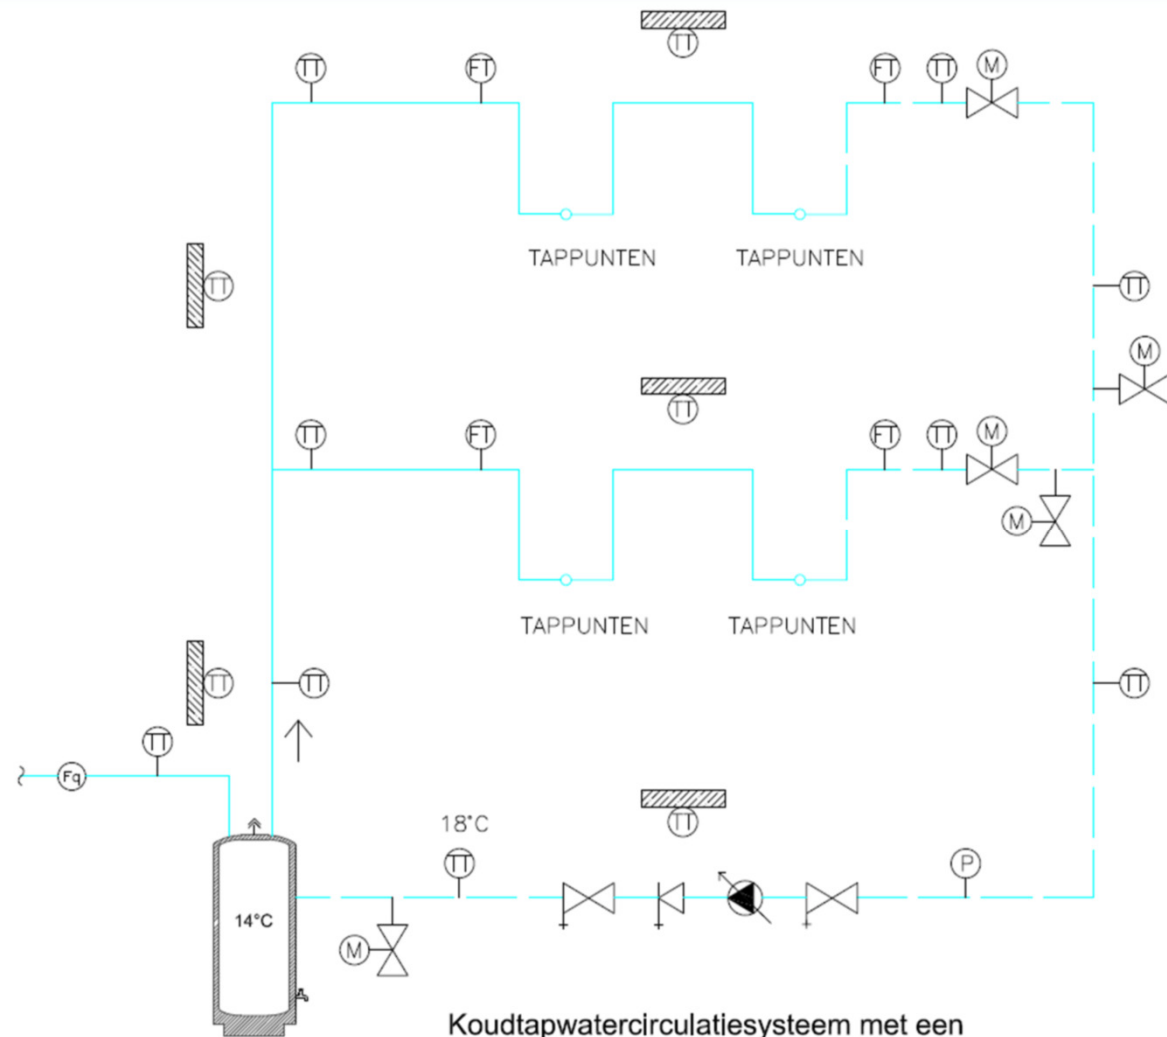 TT
TT FT FT TT M
TAPPUNTEN TAPPUNTEN
TT TT
M
TT
TT FT FT TT M
M
TAPPUNTEN TAPPUNTEN
TT TT TT
TT
Fq
18°C TT
TT P
14°C
M
Koudtapwatercirculatiesysteem met een